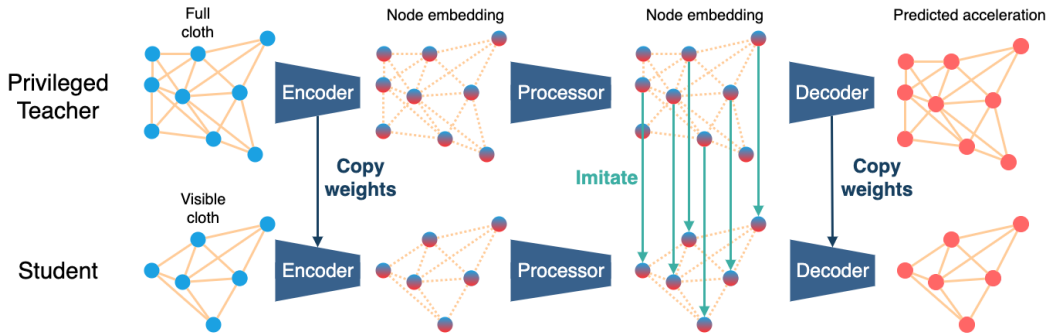 Full
cloth
Node embedding
Node embedding
Predicted acceleration
Privileged
Teacher
Encoder
Processor
Decoder
Copy
weights
Imitate
Copy
weights
Visible
cloth
Student
Encoder
Processor
Decoder